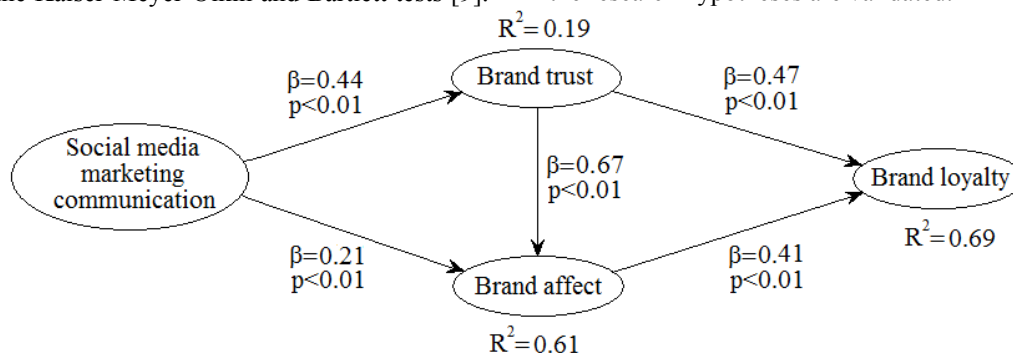 R²=0.19
Brand trust
β=0.44
p<0.01
β=0.47
p<0.01
Social media
marketing
communication
β=0.67
p<0.01
Brand loyalty
R²=0.69
β=0.21
p<0.01
β=0.41
p<0.01
Brand affect
R²=0.61